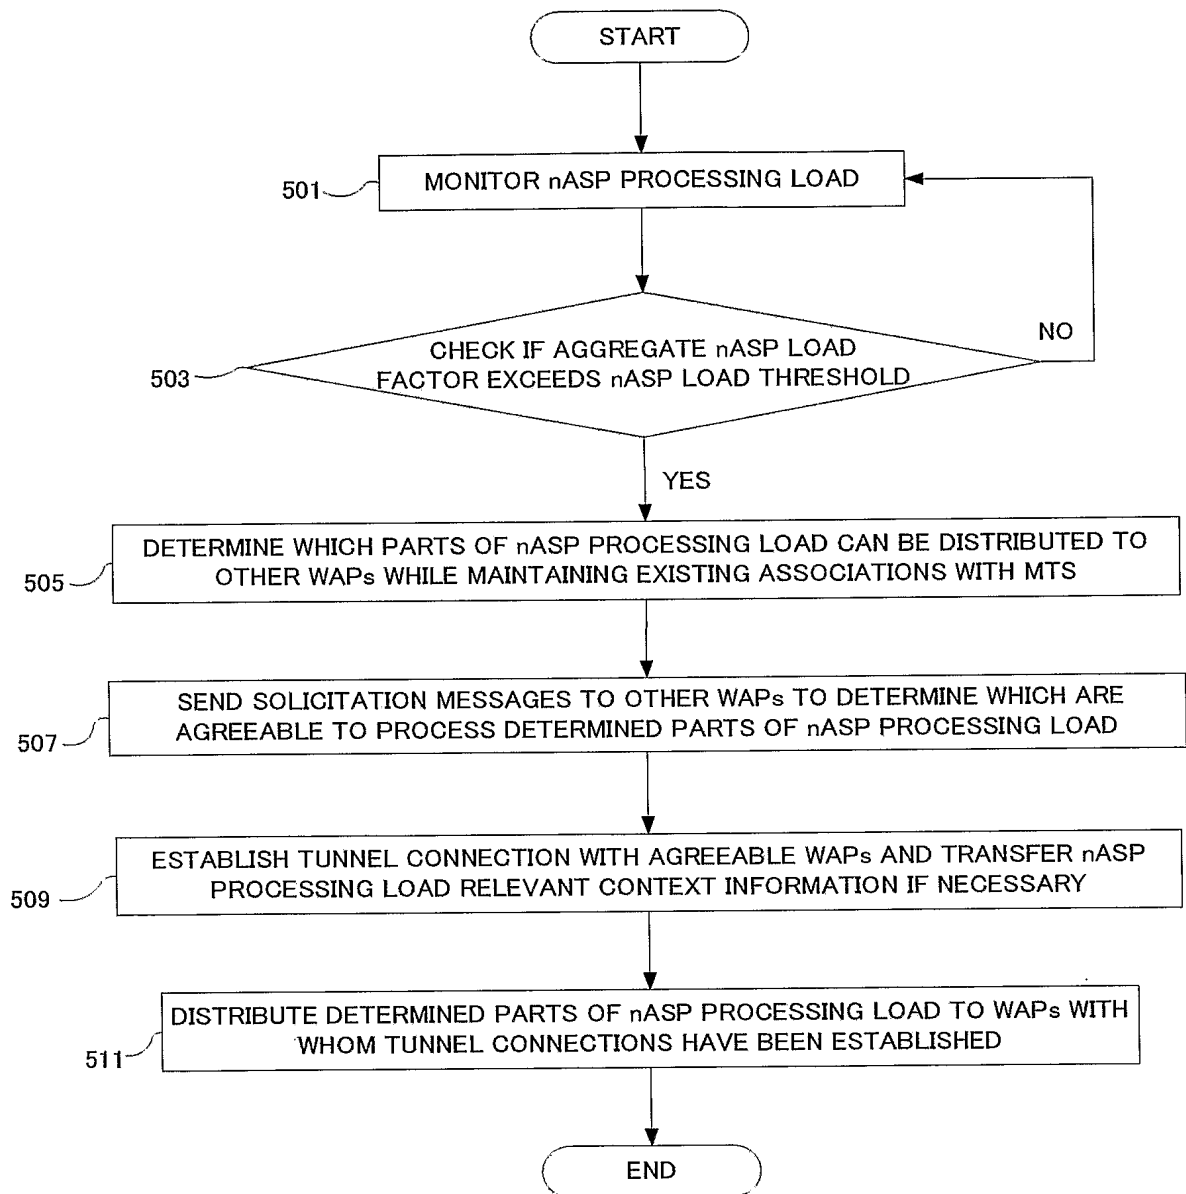 START
501
MONITOR nASP PROCESSING LOAD
NO
503
CHECK IF AGGREGATE nASP LOAD
FACTOR EXCEEDS nASP LOAD THRESHOLD
YES
505
DETERMINE WHICH PARTS OF nASP PROCESSING LOAD CAN BE DISTRIBUTED TO
OTHER WAPs WHILE MAINTAINING EXISTING ASSOCIATIONS WITH MTS
507
SEND SOLICITATION MESSAGES TO OTHER WAPs TO DETERMINE WHICH ARE
AGREEABLE TO PROCESS DETERMINED PARTS OF nASP PROCESSING LOAD
509
ESTABLISH TUNNEL CONNECTION WITH AGREEABLE WAPs AND TRANSFER nASP
PROCESSING LOAD RELEVANT CONTEXT INFORMATION IF NECESSARY
511
DISTRIBUTE DETERMINED PARTS OF nASP PROCESSING LOAD TO WAPs WITH
WHOM TUNNEL CONNECTIONS HAVE BEEN ESTABLISHED
END